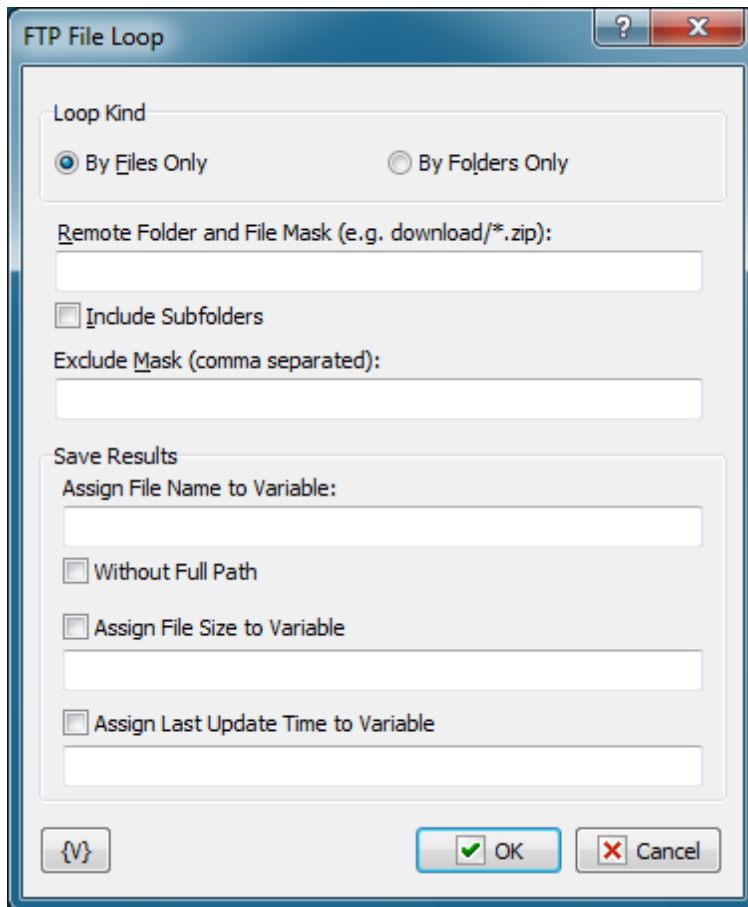 FTP File Loop
?
X
Loop Kind
By Files Only By Folders Only
Remote Folder and File Mask (e.g. download/*.zip):
Include Subfolders
Exclude Mask (comma separated):
Save Results
Assign File Name to Variable:
Without Full Path
Assign File Size to Variable
Assign Last Update Time to Variable
{V} OK Cancel